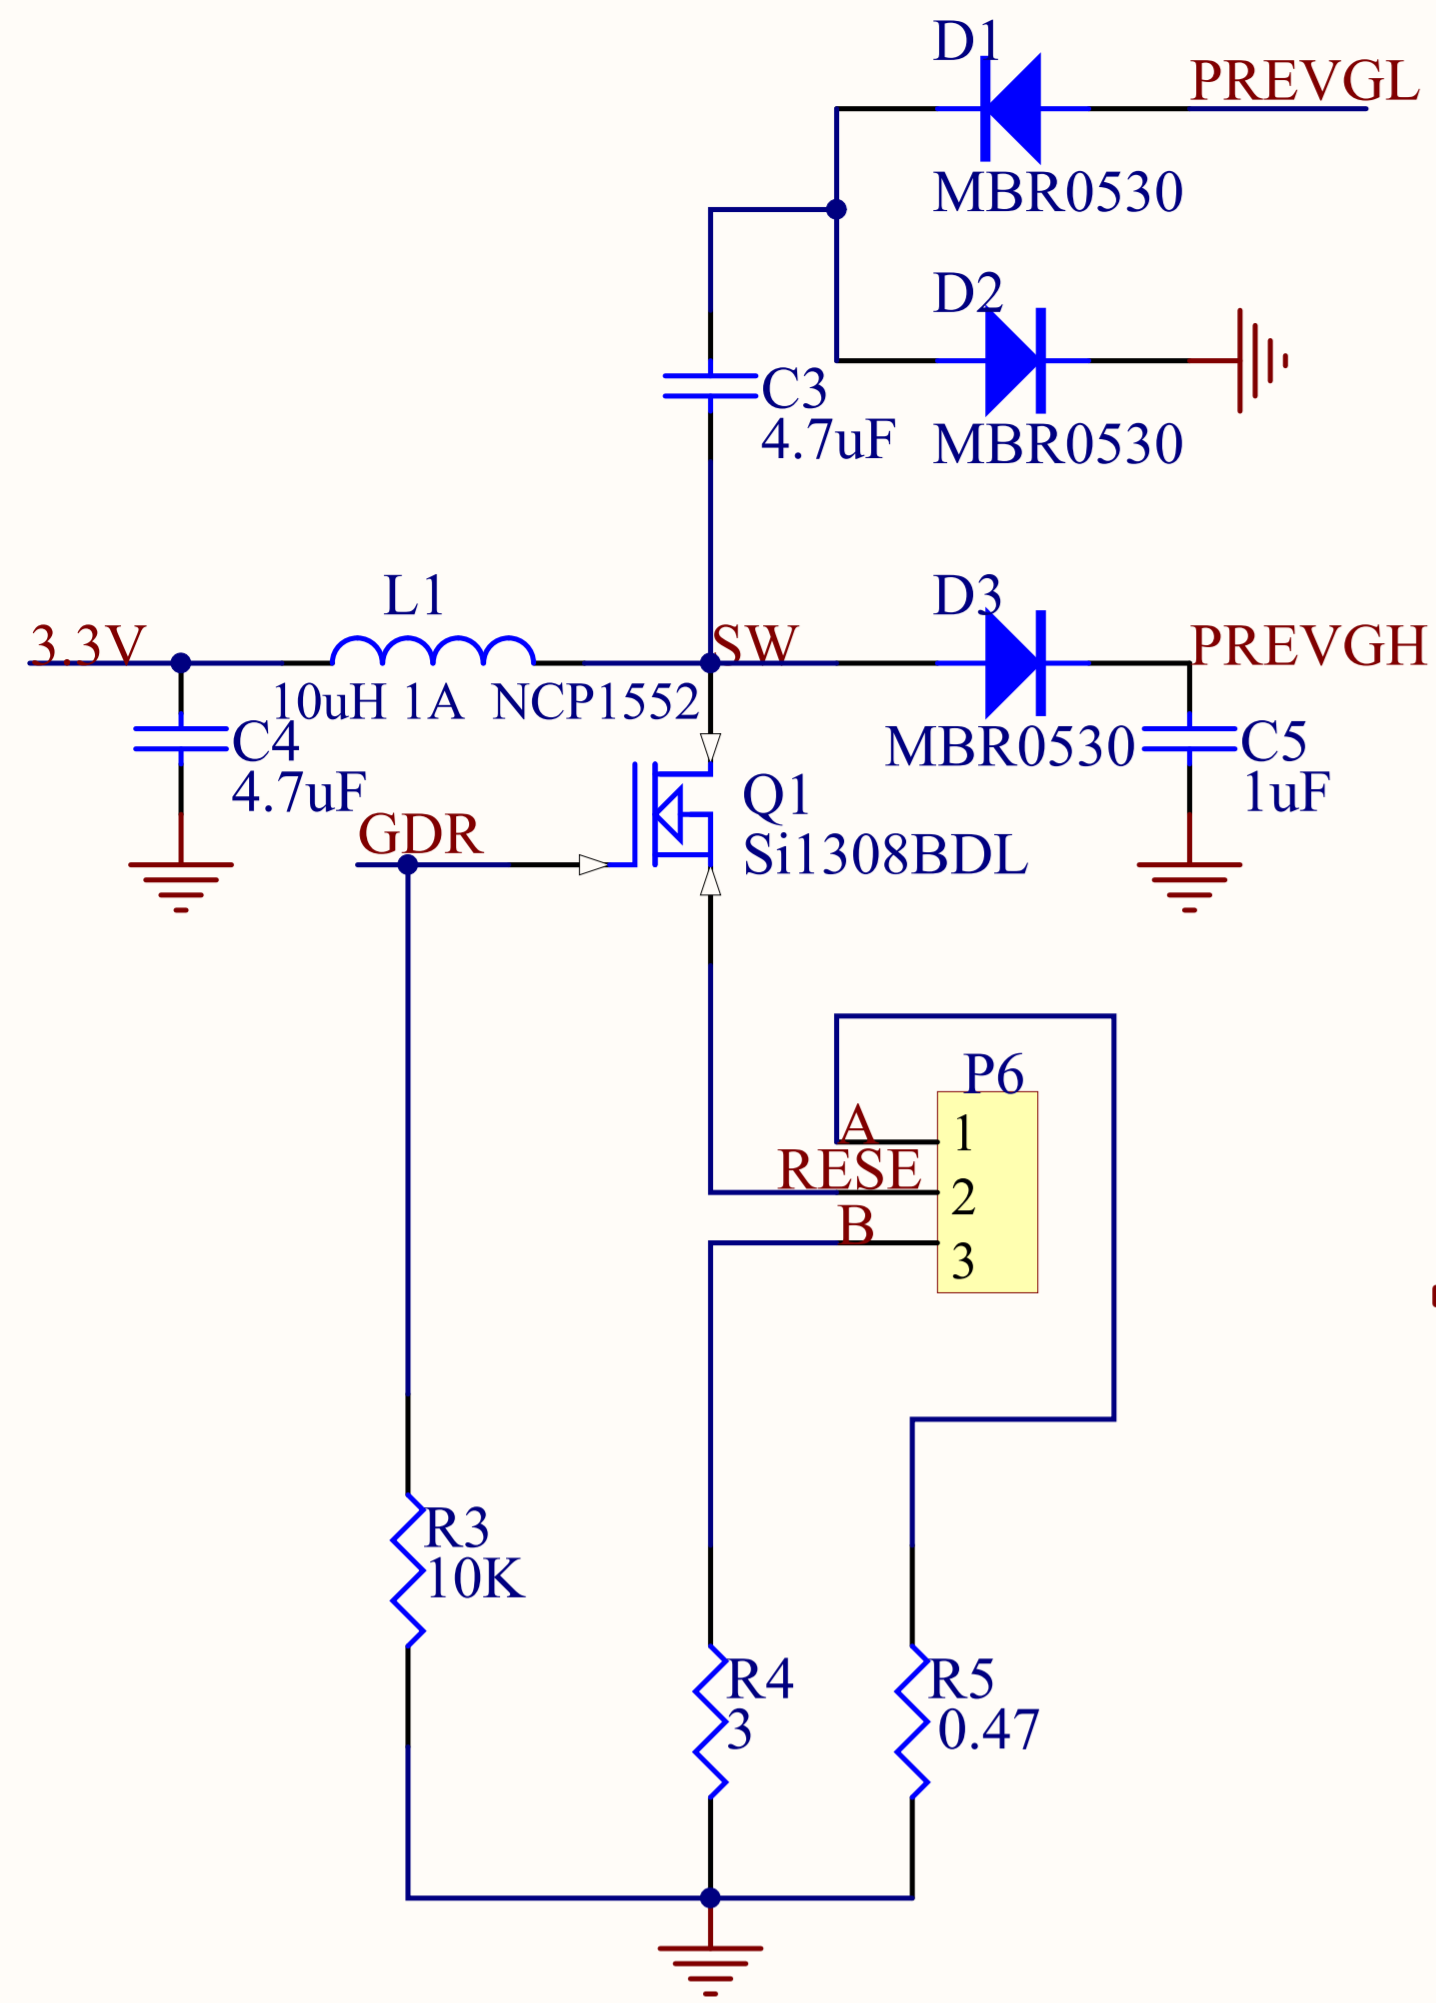 D1
PREVGL
MBR0530
D2
C3
4.7uF
MBR0530
L1
D3
3.3V
SW
PREVGH
10uH 1A NCP1552
C4
4.7uF
MBR0530
C5
1uF
Q1
Si1308BDL
GDR
P6
A
1
RESE
2
B
3
R3
10K
R4
3
R5
0.47